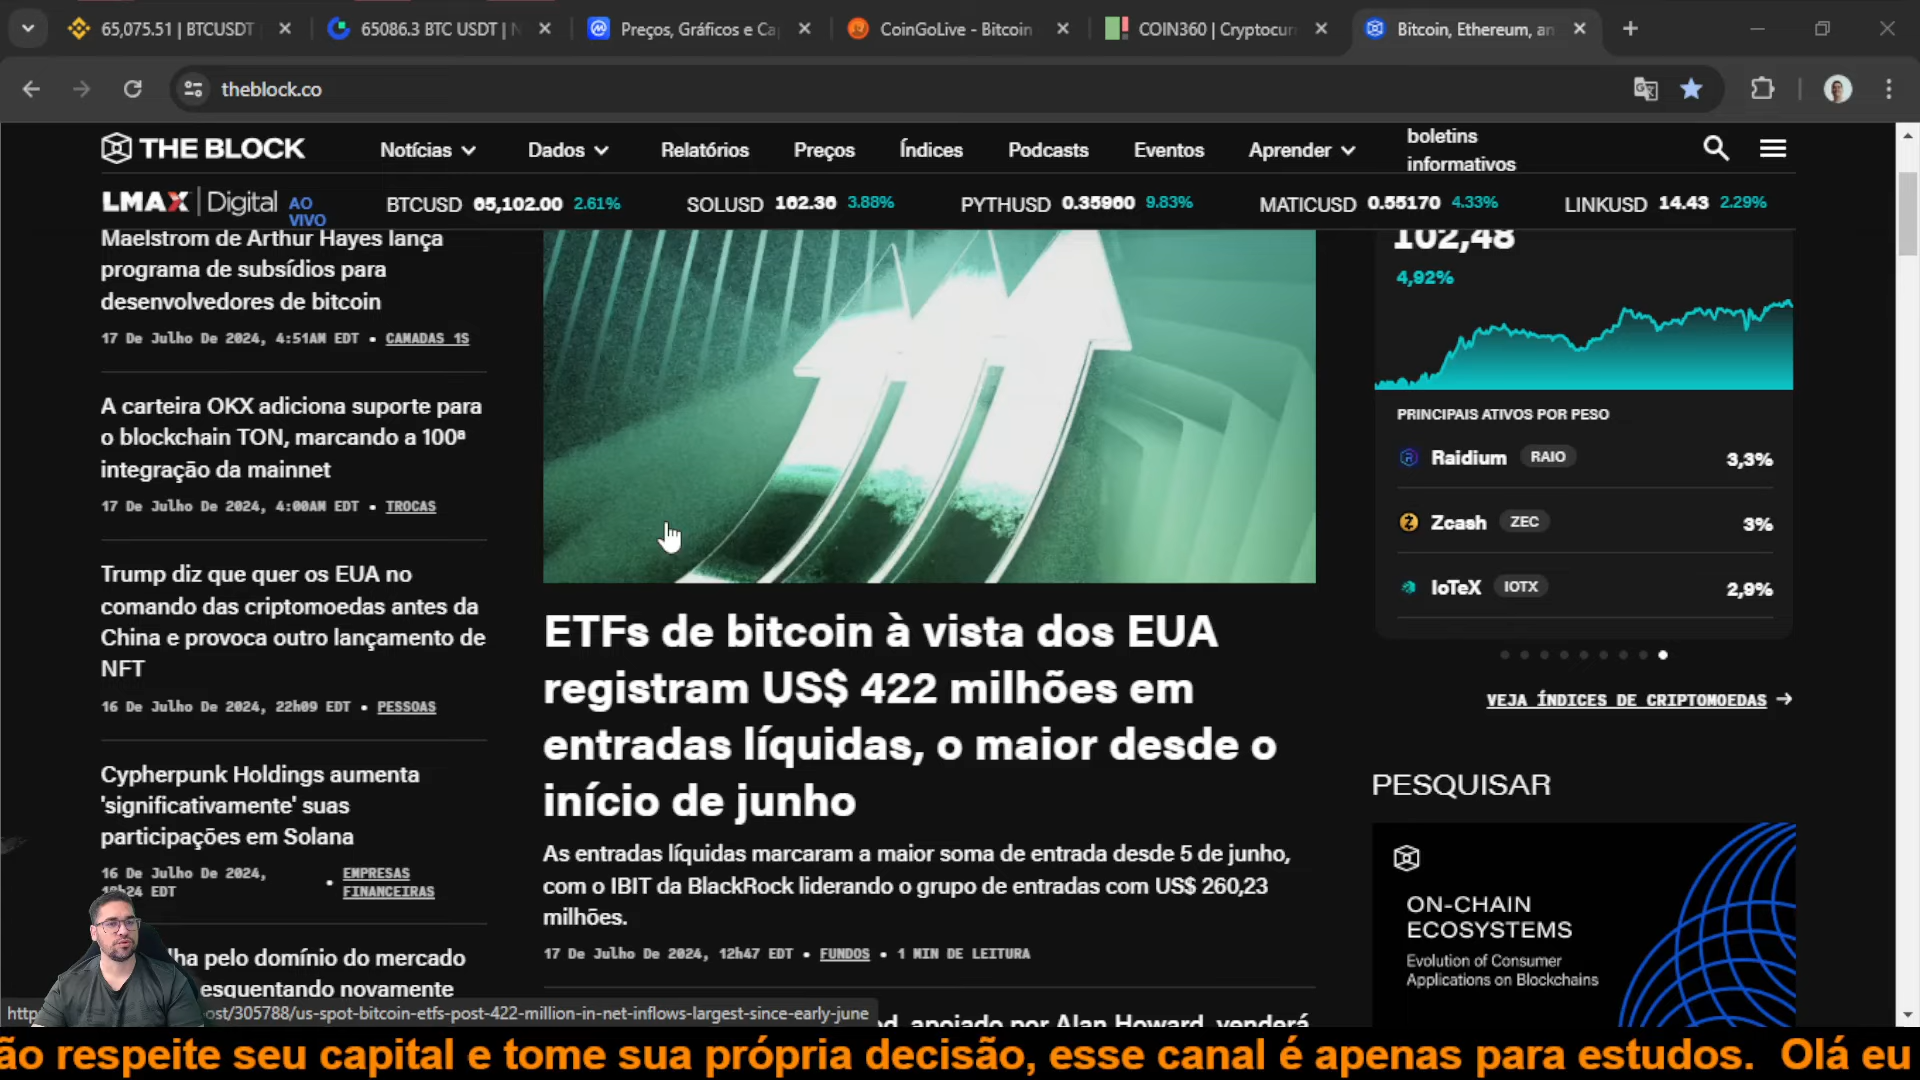 65,075.51 | BTCUSDT
65086.3 BTC USDT |
Preços, Gráficos e Ca
CoinGoLive - Bitcoin
COIN360 | Cryptocur
Bitcoin, Ethereum, an
theblock.co
THE BLOCK
Notícias
Dados
Relatórios
Preços
Índices
Podcasts
Eventos
Aprender
boletins
informativos
LMAX | Digital
AO
VIVO
BTCUSD 65,102.00 2.61%
SOLUSD 162.36 3.88%
PYTHUSD 0.35960 9.83%
MATICUSD 0.55170 4.33%
LINKUSD 14.43 2.29%
Maelstrom de Arthur Hayes lança
programa de subsídios para
desenvolvedores de bitcoin
17 De Julho De 2024, 4:51AM EDT • CAMADAS 1S
A carteira OKX adiciona suporte para
o blockchain TON, marcando a 100ª
integração da mainnet
17 De Julho De 2024, 4:00AM EDT • TROCAS
Trump diz que quer os EUA no
comando das criptomoedas antes da
China e provoca outro lançamento de
NFT
16 De Julho De 2024, 22h09 EDT • PESSOAS
Cypherpunk Holdings aumenta
'significativamente' suas
participações em Solana
16 De Julho De 2024,
h24 EDT
• EMPRESAS
FINANCEIRAS
lha pelo domínio do mercado
esquentando novamente
ETFs de bitcoin à vista dos EUA
registram US$ 422 milhões em
entradas líquidas, o maior desde o
início de junho
As entradas líquidas marcaram a maior soma de entrada desde 5 de junho,
com o IBIT da BlackRock liderando o grupo de entradas com US$ 260,23
milhões.
17 De Julho De 2024, 12h47 EDT • FUNDOS • 1 MIN DE LEITURA
d, apoiado por Alan Howard, venderá
102,48
4,92%
PRINCIPAIS ATIVOS POR PESO
Raidium RAIO 3,3%
Zcash ZEC 3%
IoTeX IOTX 2,9%
VEJA ÍNDICES DE CRIPTOMOEDAS →
PESQUISAR
ON-CHAIN
ECOSYSTEMS
Evolution of Consumer
Applications on Blockchains
http
ost/305788/us-spot-bitcoin-etfs-post-422-million-in-net-inflows-largest-since-early-june
ão respeite seu capital e tome sua própria decisão, esse canal é apenas para estudos. Olá eu